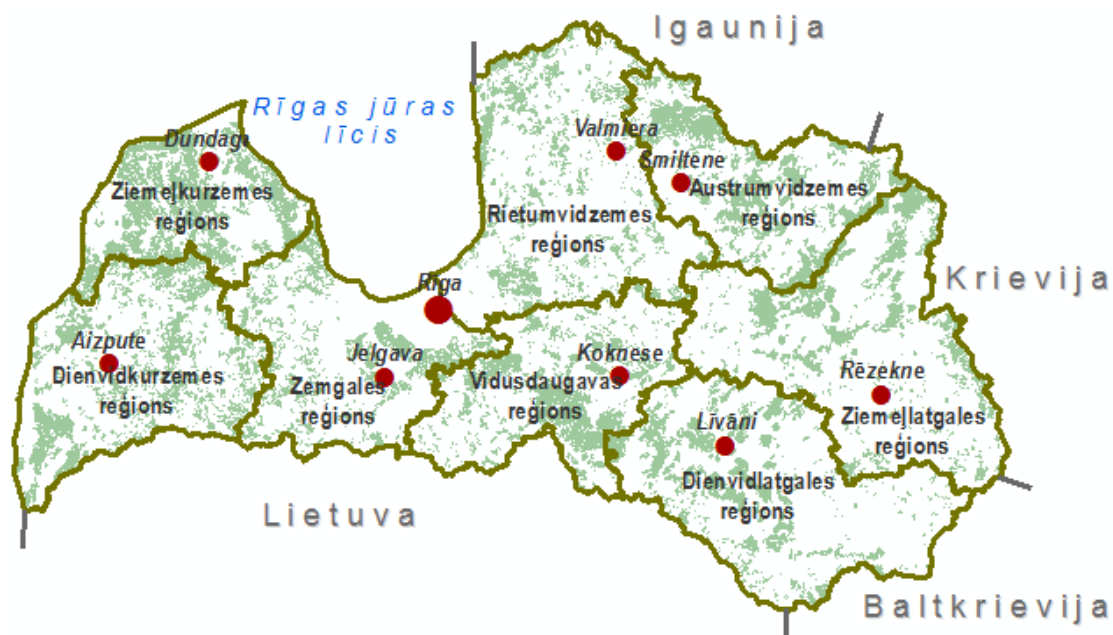 Igaunija
Rīgas jūras
līcis
Dundagı
Ziemeļkurzemes
reģions
Valmiera
Smiltene
Austrumvidzemes
reģions
Rietumvidzemes
reģions
Krievija
Rīga
Aizpute
Dienvidkurzemes
reģions
Jelgava
Zemgales
reģions
Koknese
Vidusdaugavas
reģions
Rēzekne
Ziemeļlatgales
reģions
Līvāni
Dienvidlatgales
reģions
Lietuva
Baltkrievija